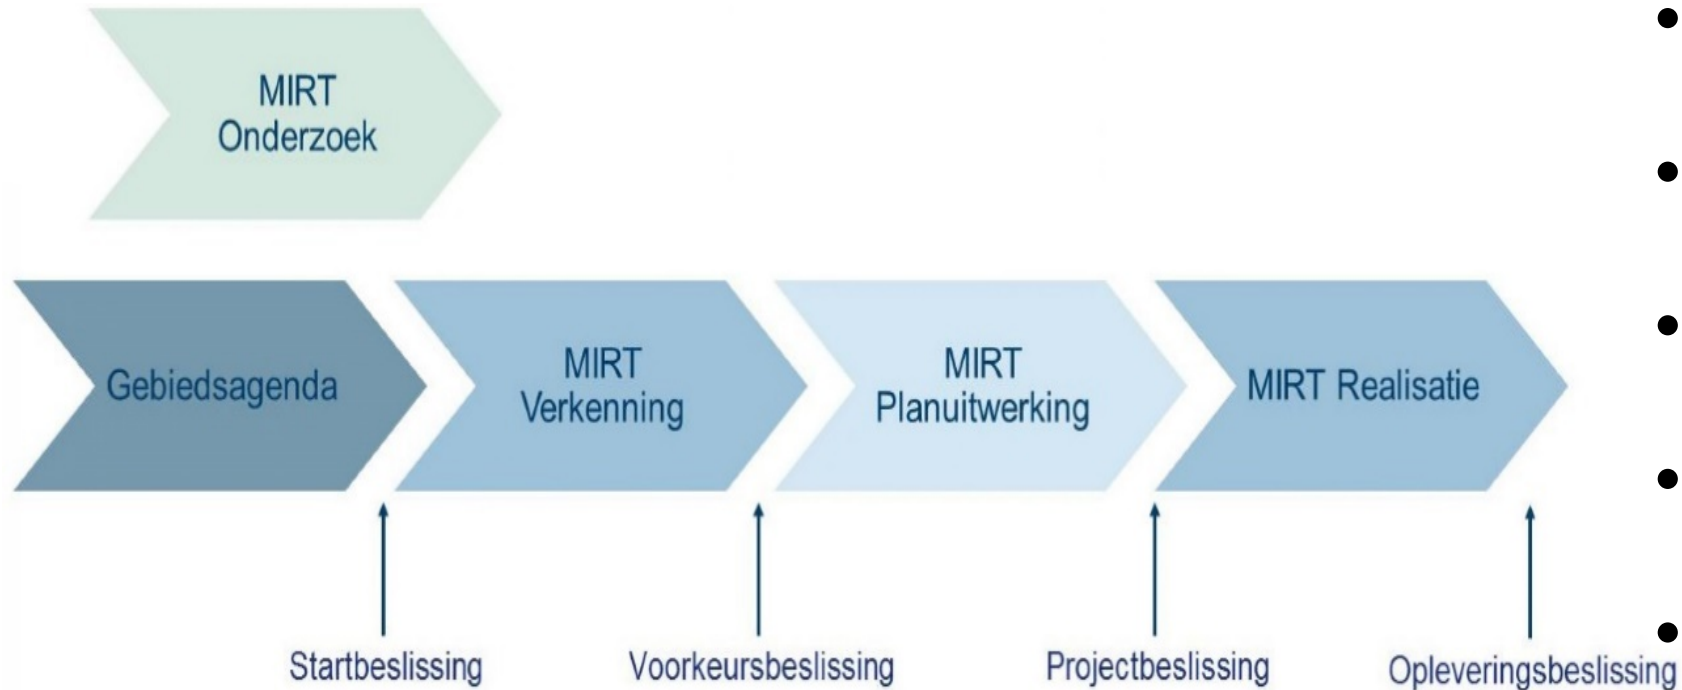 MIRT
Onderzoek
Gebiedsagenda
MIRT
Verkenning
MIRT
Planuitwerking
MIRT Realisatie
Startbeslissing
Voorkeursbeslissing
Projectbeslissing
Opleveringsbeslissing